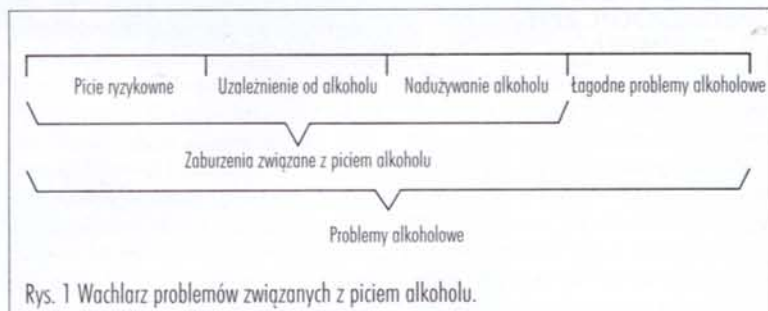 Picie ryzykowne Uzależnienie od alkoholu Nadużywanie alkoholu Łagodne problemy alkoholowe
Zaburzenia związane z piciem alkoholu
Problemy alkoholowe
Rys. 1 Wachlarz problemów związanych z piciem alkoholu.